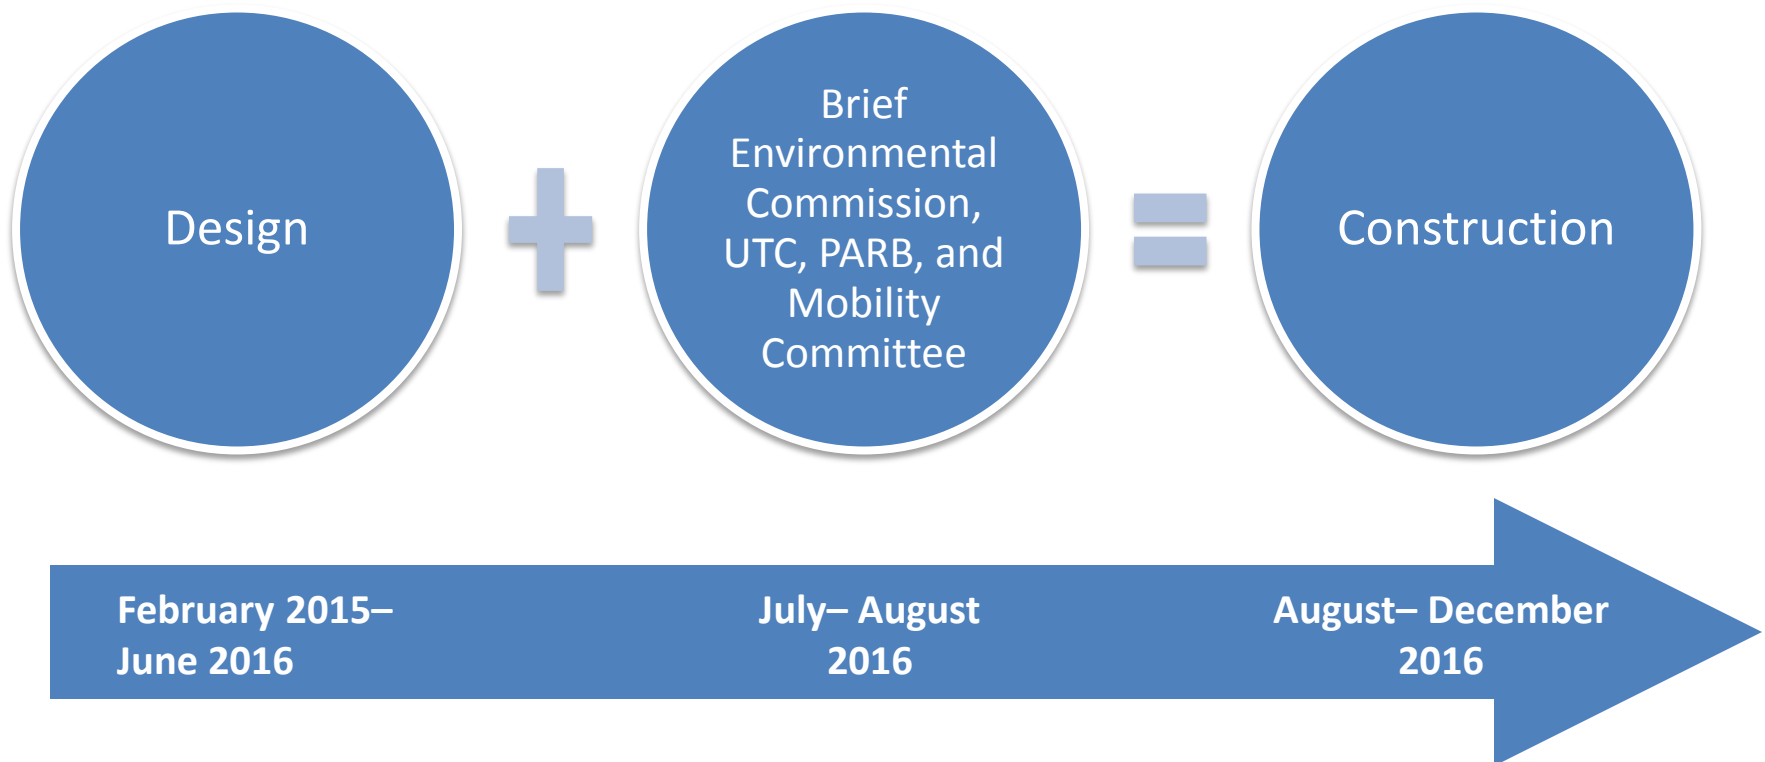 Design
Brief
Environmental
Commission,
UTC, PARB, and
Mobility
Committee
Construction
February 2015–
June 2016
July– August
2016
August– December
2016